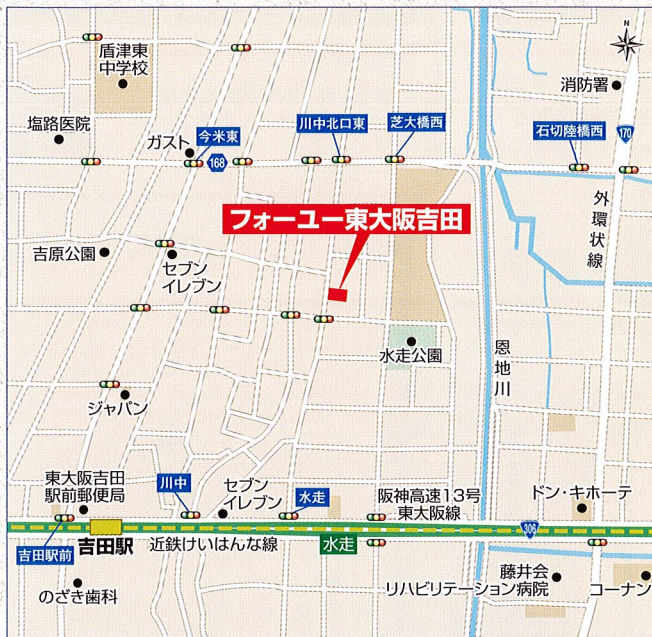 N
盾津東
中学校
消防署
塩路医院
ガスト
今米東
168
川中北口東
芝大橋西
石切陸橋西
170
外環状線
フォーユー東大阪吉田
吉原公園
セブン
イレブン
水走公園
恩地川
ジャパン
東大阪吉田
駅前郵便局
川中
セブン
イレブン
水走
阪神高速13号
東大阪線
ドン・キホーテ
308
吉田駅前
吉田駅
近鉄けいはんな線
水走
のざき歯科
藤井会
リハビリテーション病院
コーナン